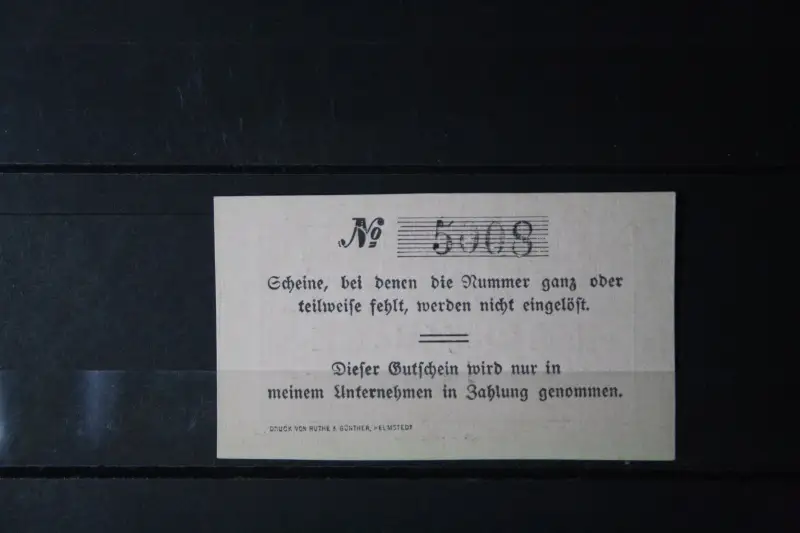 № 5008
Scheine, bei denen die Nummer ganz oder
teilweise fehlt, werden nicht eingelöst.
Dieser Gutschein wird nur in
meinem Unternehmen in Zahlung genommen.
DRUCK VON RUTHE & GÜNTHER, HELMSTEDT